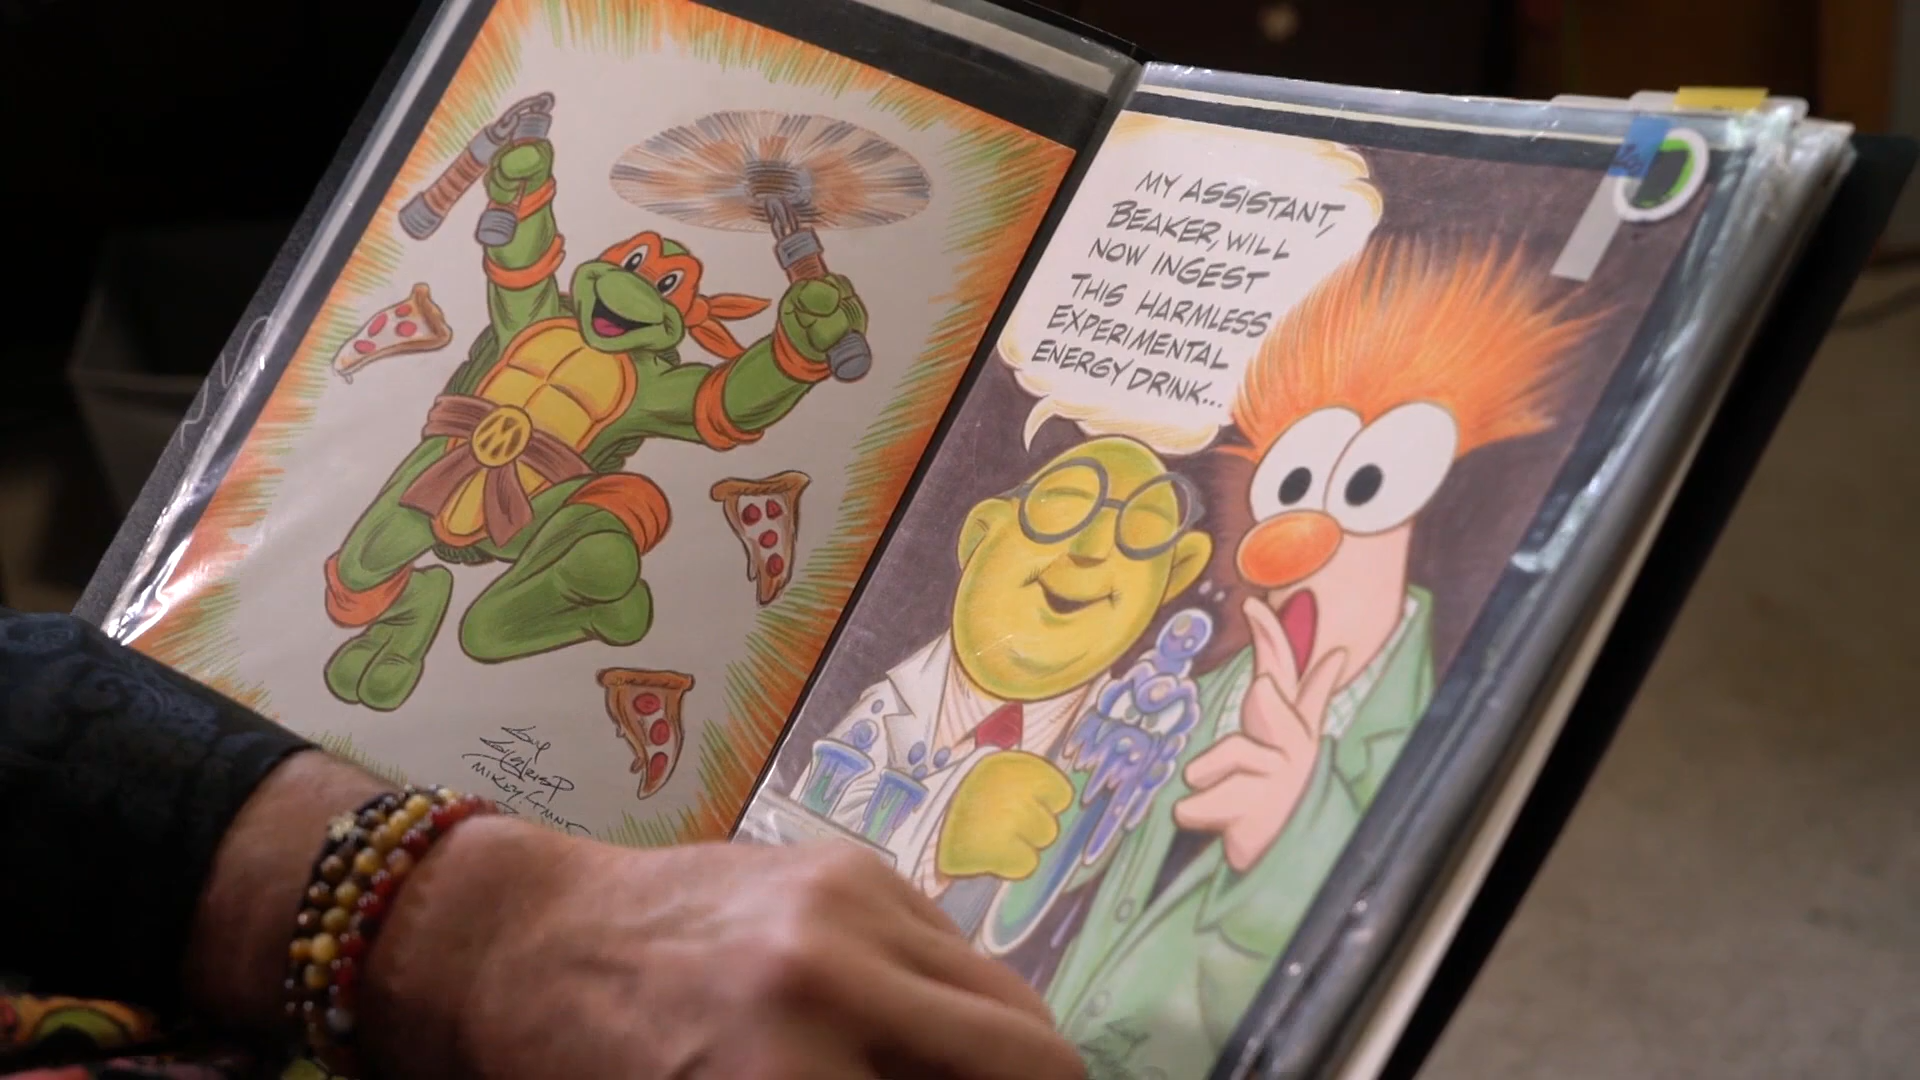 M
MY ASSISTANT,
BEAKER, WILL
NOW INGEST
THIS HARMLESS
EXPERIMENTAL
ENERGY DRINK...